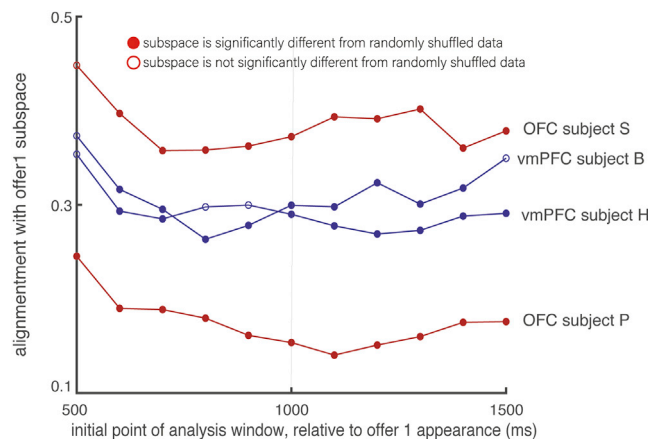 0.5
subspace is significantly different from randomly shuffled data
subspace is not significantly different from randomly shuffled data
OFC subject S
vmPFC subject B
0.3
vmPFC subject H
alignmentment with offer1 subspace
OFC subject P
0.1
500 1000 1500
initial point of analysis window, relative to offer 1 appearance (ms)